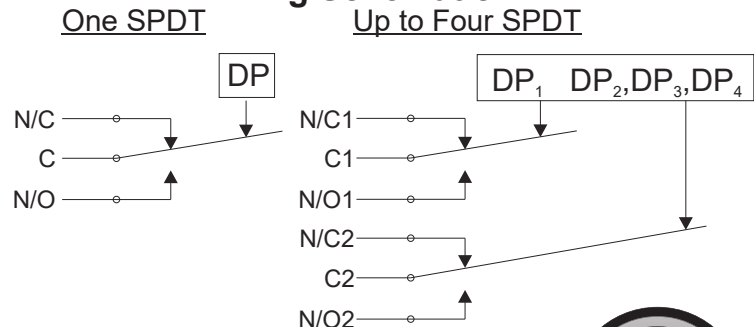 One SPDT
Up to Four SPDT
DP
DP₁ DP₂,DP₃,DP₄
N/C
C
N/O
N/C1
C1
N/O1
N/C2
C2
N/O2